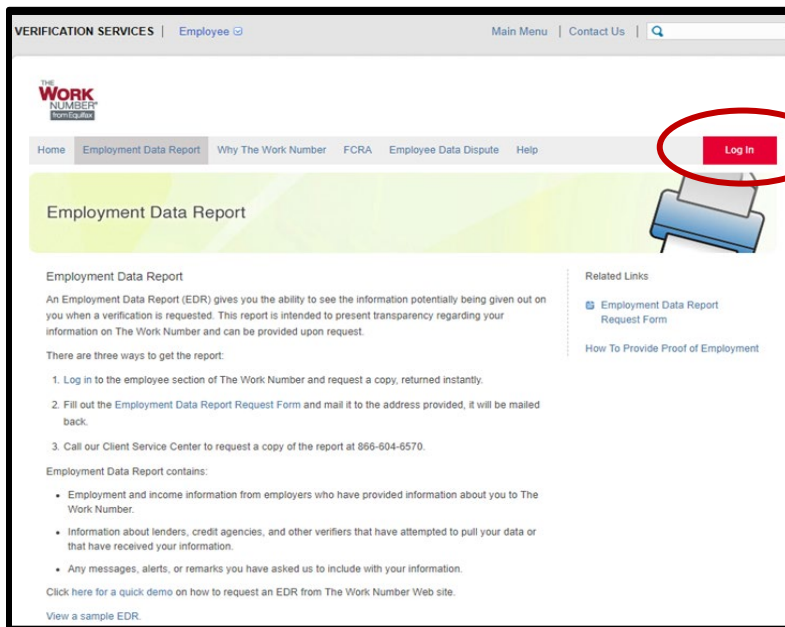 VERIFICATION SERVICES | Employee
Main Menu | Contact Us |
THE
WORK
NUMBER®
from Equifax
Home Employment Data Report Why The Work Number FCRA Employee Data Dispute Help Log In
Employment Data Report
Employment Data Report
An Employment Data Report (EDR) gives you the ability to see the information potentially being given out on
you when a verification is requested. This report is intended to present transparency regarding your
information on The Work Number and can be provided upon request.
There are three ways to get the report:
1. Log in to the employee section of The Work Number and request a copy, returned instantly.
2. Fill out the Employment Data Report Request Form and mail it to the address provided, it will be mailed
back.
3. Call our Client Service Center to request a copy of the report at 866-604-6570.
Employment Data Report contains:
• Employment and income information from employers who have provided information about you to The
Work Number.
• Information about lenders, credit agencies, and other verifiers that have attempted to pull your data or
that have received your information.
• Any messages, alerts, or remarks you have asked us to include with your information.
Click here for a quick demo on how to request an EDR from The Work Number Web site.
View a sample EDR.
Related Links
Employment Data Report
Request Form
How To Provide Proof of Employment